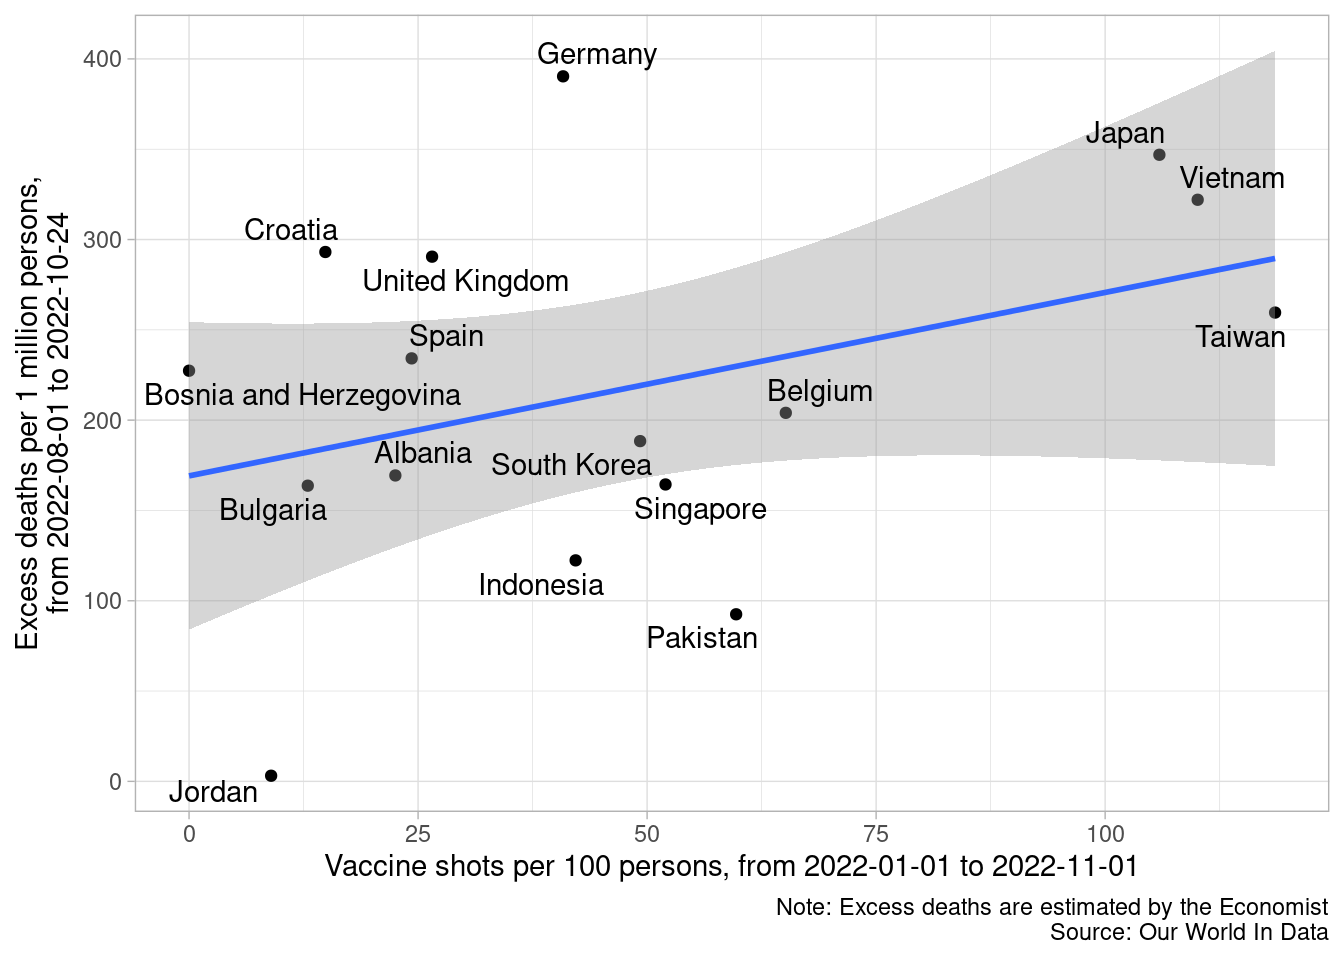 Excess deaths per 1 million persons,
from 2022-08-01 to 2022-10-24
400
300
200
100
0
Germany
Japan
Vietnam
Croatia
United Kingdom
Spain
Taiwan
Bosnia and Herzegovina
Belgium
Albania
South Korea
Bulgaria
Singapore
Indonesia
Pakistan
Jordan
0 25 50 75 100
Vaccine shots per 100 persons, from 2022-01-01 to 2022-11-01
Note: Excess deaths are estimated by the Economist
Source: Our World In Data